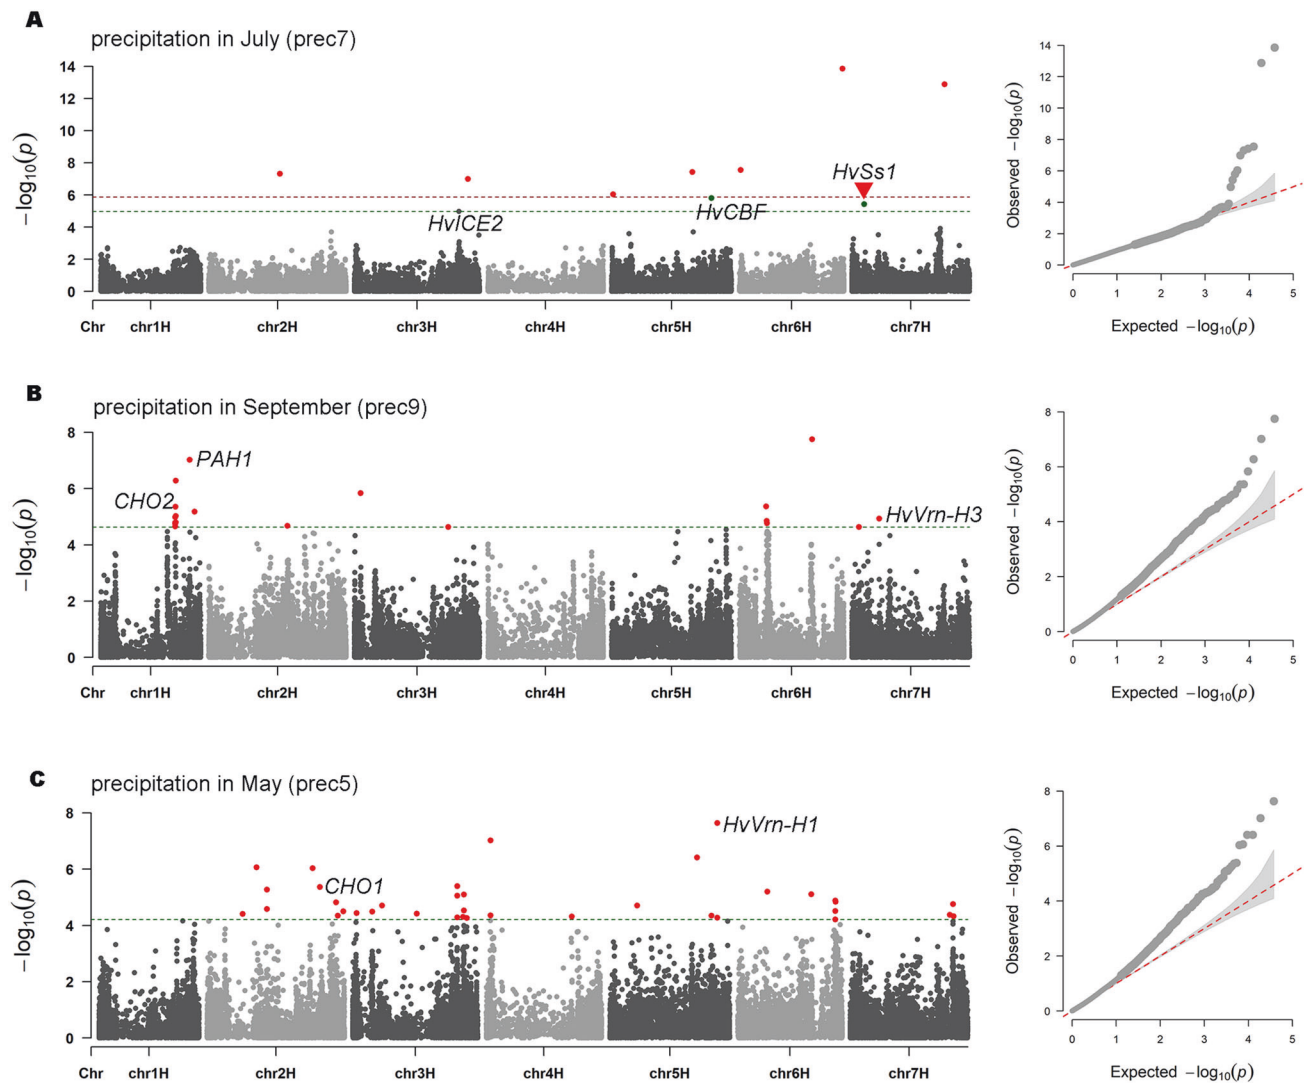 A
precipitation in July (prec7)
−log10(p)
14
12
10
8
6
4
2
0
HvICE2
HvCBF
HvSs1
Chr chr1H chr2H chr3H chr4H chr5H chr6H chr7H
Observed −log10(p)
14
12
10
8
6
4
2
0
0 1 2 3 4 5
Expected −log10(p)
B
precipitation in September (prec9)
−log10(p)
8
6
4
2
0
PAH1
CHO2
HvVrn-H3
Chr chr1H chr2H chr3H chr4H chr5H chr6H chr7H
Observed −log10(p)
8
6
4
2
0
0 1 2 3 4 5
Expected −log10(p)
C
precipitation in May (prec5)
−log10(p)
8
6
4
2
0
HvVrn-H1
CHO1
Chr chr1H chr2H chr3H chr4H chr5H chr6H chr7H
Observed −log10(p)
8
6
4
2
0
0 1 2 3 4 5
Expected −log10(p)